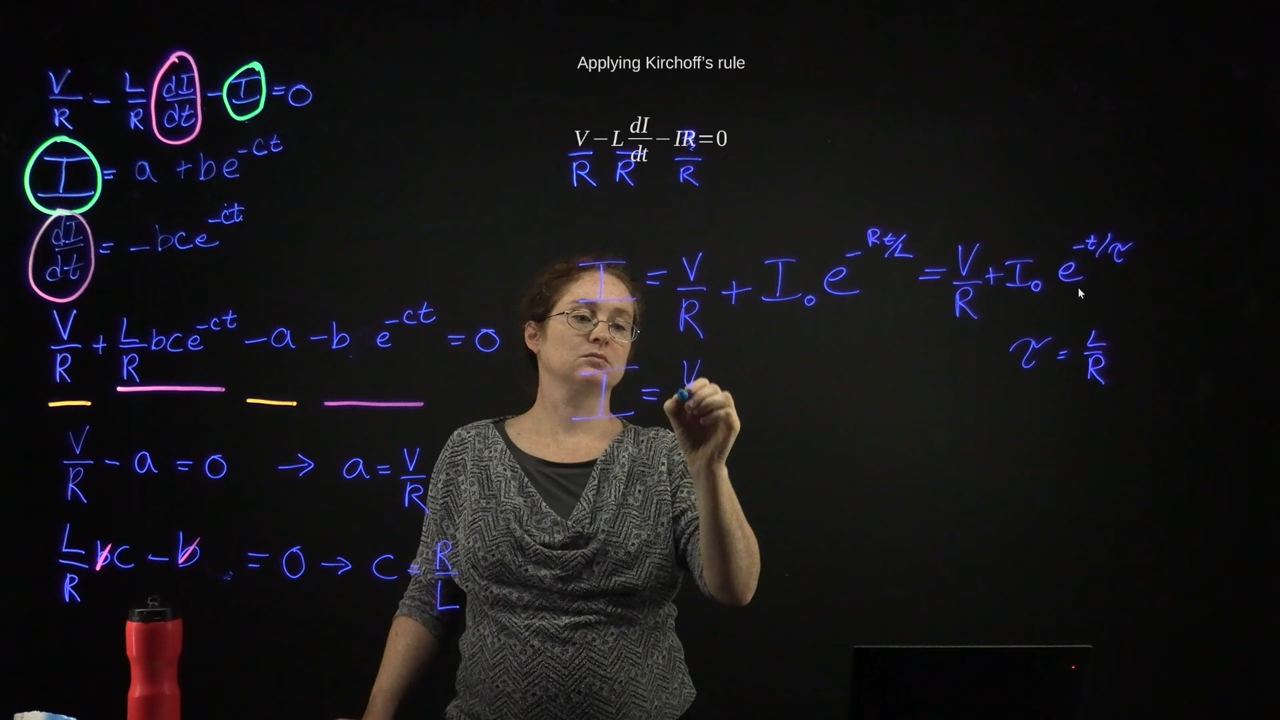 Applying Kirchoff's rule
V/R − L/R dI/dt − I = 0
V − L dI/dt − IR = 0
R R R
I = a + be^-ct
dI/dt = −bce^-ct
I = V/R + I₀e^-Rt/L = V/R + I₀ e^-t/τ
τ = L/R
V/R + L/R bce^-ct − a − b e^-ct = 0
I = V
V/R − a = 0 → a = V/R
L/R bc − b = 0 → c = R/L